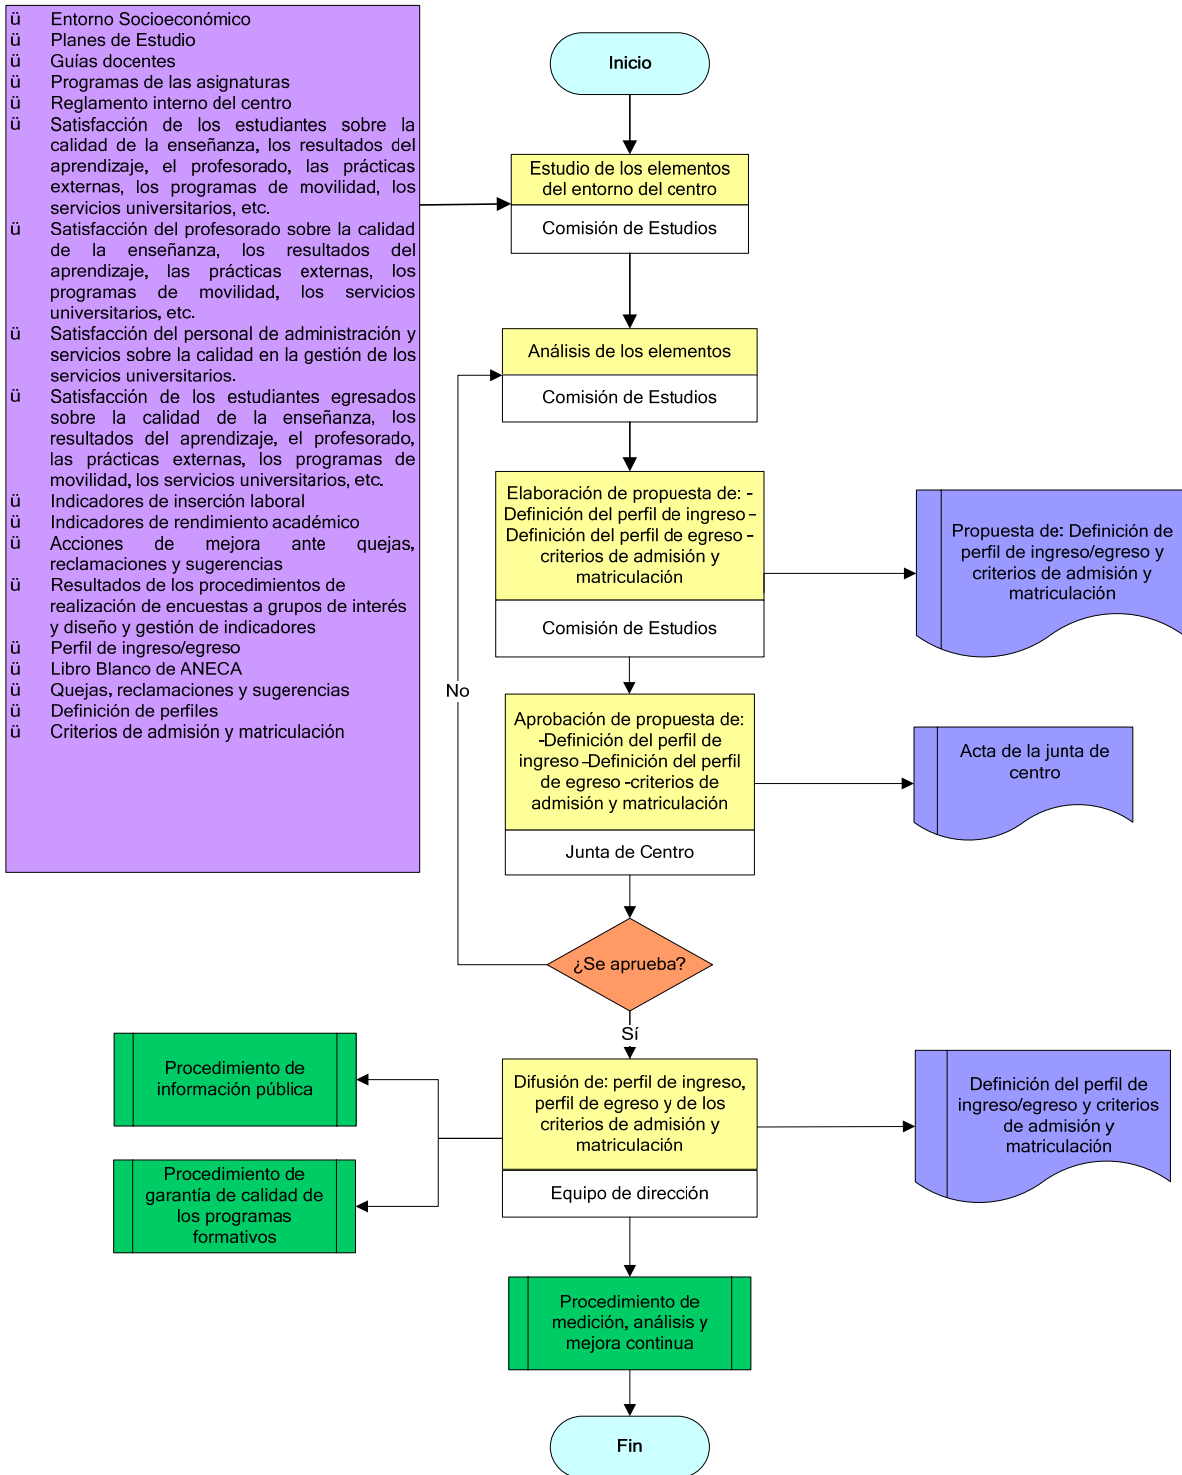 ü Entorno Socioeconómico
ü Planes de Estudio
ü Guías docentes
ü Programas de las asignaturas
ü Reglamento interno del centro
ü Satisfacción de los estudiantes sobre la
calidad de la enseñanza, los resultados del
aprendizaje, el profesorado, las prácticas
externas, los programas de movilidad, los
servicios universitarios, etc.
ü Satisfacción del profesorado sobre la calidad
de la enseñanza, los resultados del
aprendizaje, las prácticas externas, los
programas de movilidad, los servicios
universitarios, etc.
ü Satisfacción del personal de administración y
servicios sobre la calidad en la gestión de los
servicios universitarios.
ü Satisfacción de los estudiantes egresados
sobre la calidad de la enseñanza, los
resultados del aprendizaje, el profesorado,
las prácticas externas, los programas de
movilidad, los servicios universitarios, etc.
ü Indicadores de inserción laboral
ü Indicadores de rendimiento académico
ü Acciones de mejora ante quejas,
reclamaciones y sugerencias
ü Resultados de los procedimientos de
realización de encuestas a grupos de interés
y diseño y gestión de indicadores
ü Perfil de ingreso/egreso
ü Libro Blanco de ANECA
ü Quejas, reclamaciones y sugerencias
ü Definición de perfiles
ü Criterios de admisión y matriculación
Inicio
Estudio de los elementos
del entorno del centro
Comisión de Estudios
Análisis de los elementos
Comisión de Estudios
Elaboración de propuesta de: -
Definición del perfil de ingreso –
Definición del perfil de egreso –
criterios de admisión y
matriculación
Comisión de Estudios
Propuesta de: Definición de
perfil de ingreso/egreso y
criterios de admisión y
matriculación
Aprobación de propuesta de:
-Definición del perfil de
ingreso –Definición del perfil
de egreso –criterios de
admisión y matriculación
Junta de Centro
Acta de la junta de
centro
No
¿Se aprueba?
Sí
Procedimiento de
información pública
Procedimiento de
garantía de calidad de
los programas
formativos
Difusión de: perfil de ingreso,
perfil de egreso y de los
criterios de admisión y
matriculación
Equipo de dirección
Definición del perfil de
ingreso/egreso y criterios
de admisión y
matriculación
Procedimiento de
medición, análisis y
mejora continua
Fin